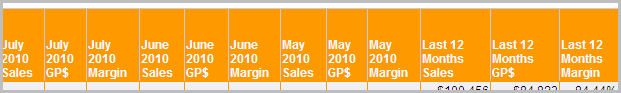 July 2010 Sales
July 2010 GP$
July 2010 Margin
June 2010 Sales
June 2010 GP$
June 2010 Margin
May 2010 Sales
May 2010 GP$
May 2010 Margin
Last 12 Months Sales
Last 12 Months GP$
Last 12 Months Margin